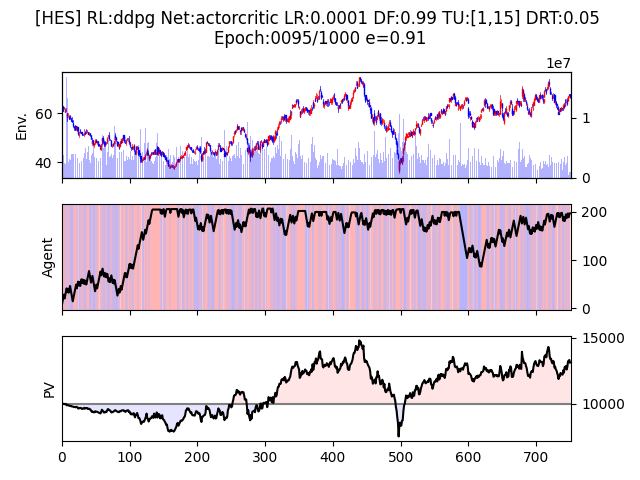 [HES] RL:ddpg Net:actorcritic LR:0.0001 DF:0.99 TU:[1,15] DRT:0.05
Epoch:0095/1000 e=0.91
1e7
Env.
60
40
1
0
Agent
200
100
0
PV
15000
10000
0 100 200 300 400 500 600 700